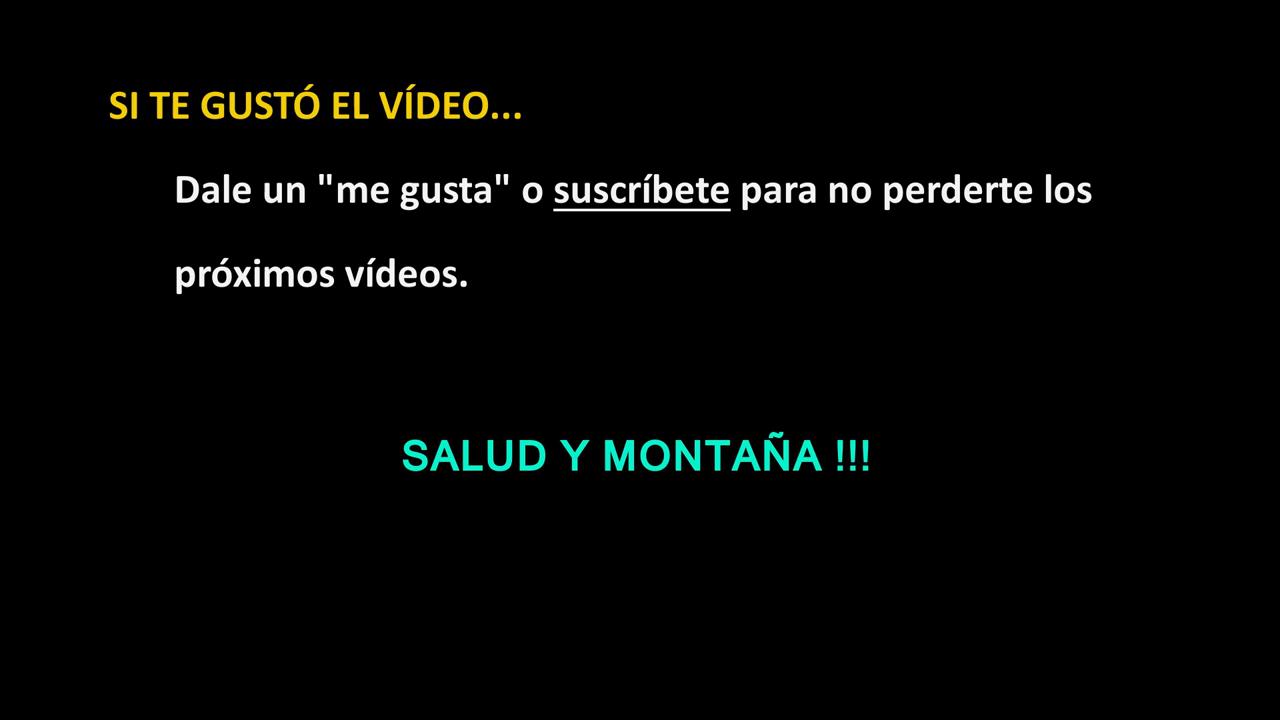 SI TE GUSTÓ EL VÍDEO...
Dale un "me gusta" o suscríbete para no perderte los
próximos vídeos.
SALUD Y MONTAÑA !!!